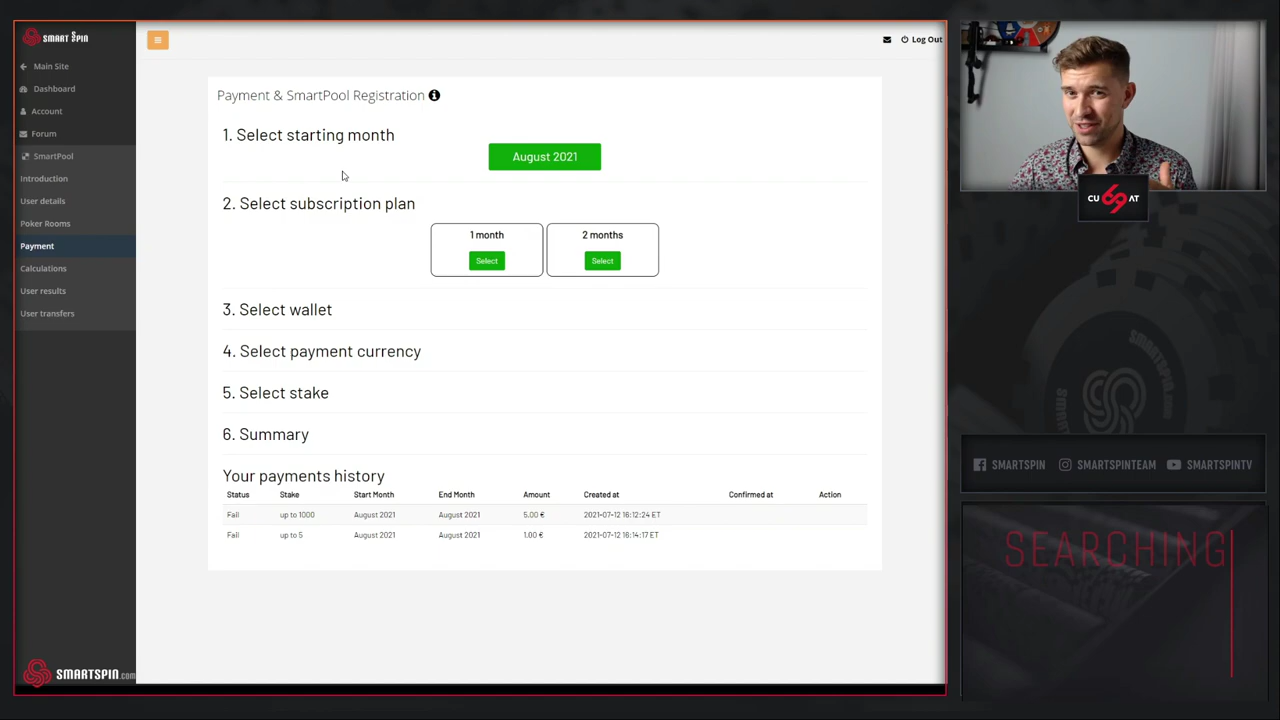 SMART SPIN
Main Site
Dashboard
Account
Forum
SmartPool
Introduction
User details
Poker Rooms
Payment
Calculations
User results
User transfers
SMARTSPIN.com
Log Out
Payment & SmartPool Registration
1. Select starting month
August 2021
2. Select subscription plan
1 month 2 months
Select Select
3. Select wallet
4. Select payment currency
5. Select stake
6. Summary
Your payments history
Status Stake Start Month End Month Amount Created at Confirmed at Action
Fail up to 1000 August 2021 August 2021 5.00 € 2021-07-12 16:12:24 ET
Fail up to 5 August 2021 August 2021 1.00 € 2021-07-12 16:14:17 ET
CU 69 AT
SMARTSPIN SMARTSPINTEAM SMARTSPINTV
SEARCHING